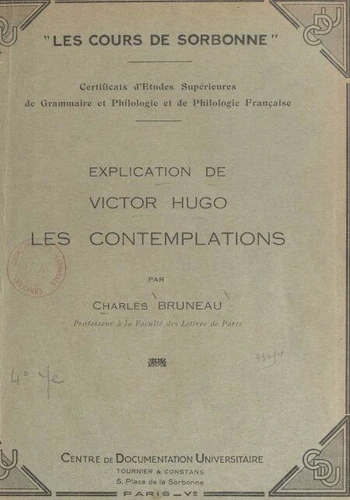 "LES COURS DE SORBONNE"
Certificats d'Etudes Supérieures
de Grammaire et Philologie et de Philologie Française
EXPLICATION DE
VICTOR HUGO
LES CONTEMPLATIONS
PAR
CHARLES BRUNEAU
Professeur à la Faculté des Lettres de Paris
4° Ye
CENTRE DE DOCUMENTATION UNIVERSITAIRE
TOURNIER & CONSTANS
5. Place de la Sorbonne
PARIS-Vᵉ